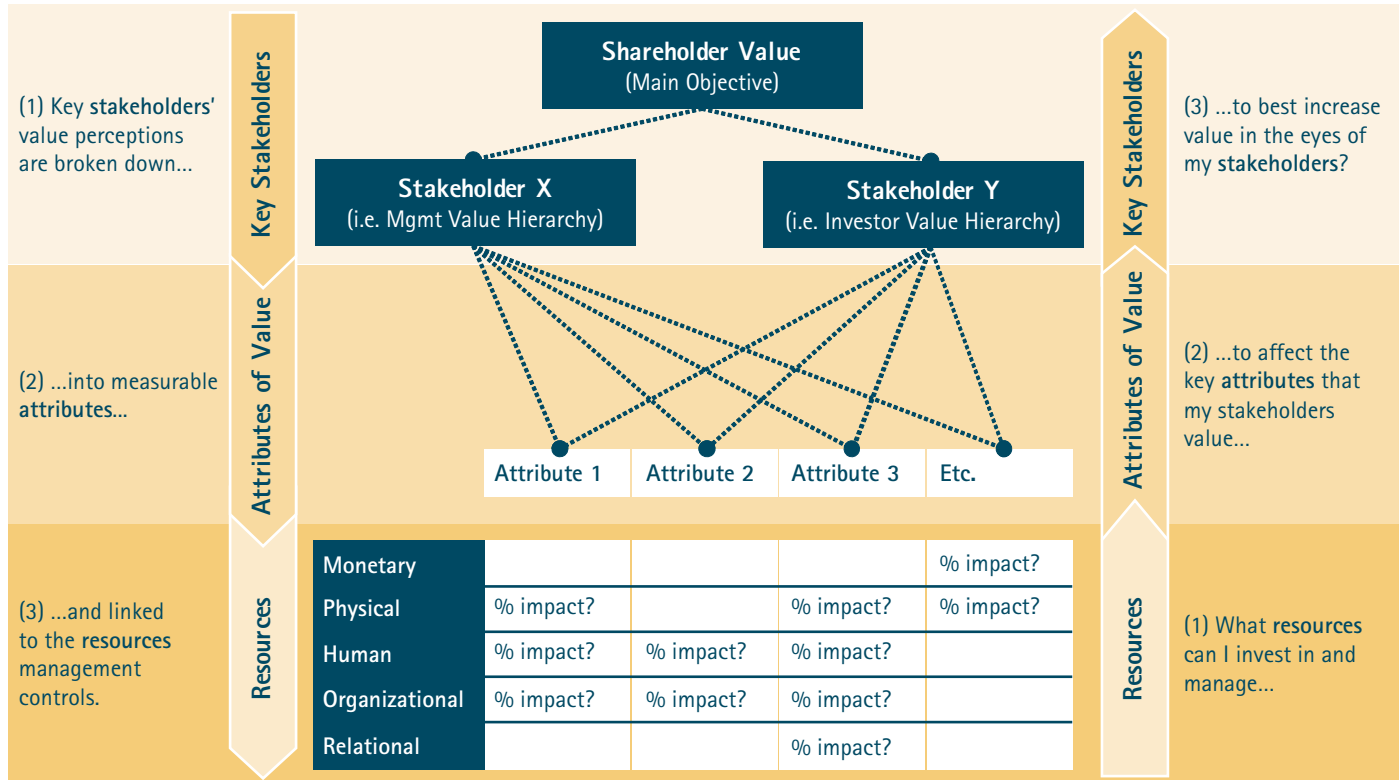 Shareholder Value
(Main Objective)
(1) Key stakeholders'
value perceptions
are broken down...
Key Stakeholders
Stakeholder X
(i.e. Mgmt Value Hierarchy)
Stakeholder Y
(i.e. Investor Value Hierarchy)
Key Stakeholders
(3) ...to best increase
value in the eyes of
my stakeholders?
(2) ...into measurable
attributes...
Attributes of Value
Attribute 1
Attribute 2
Attribute 3
Etc.
Attributes of Value
(2) ...to affect the
key attributes that
my stakeholders
value...
(3) ...and linked
to the resources
management
controls.
Resources
Monetary % impact?
Physical % impact? % impact? % impact?
Human % impact? % impact? % impact?
Organizational % impact? % impact? % impact?
Relational % impact?
Resources
(1) What resources
can I invest in and
manage...